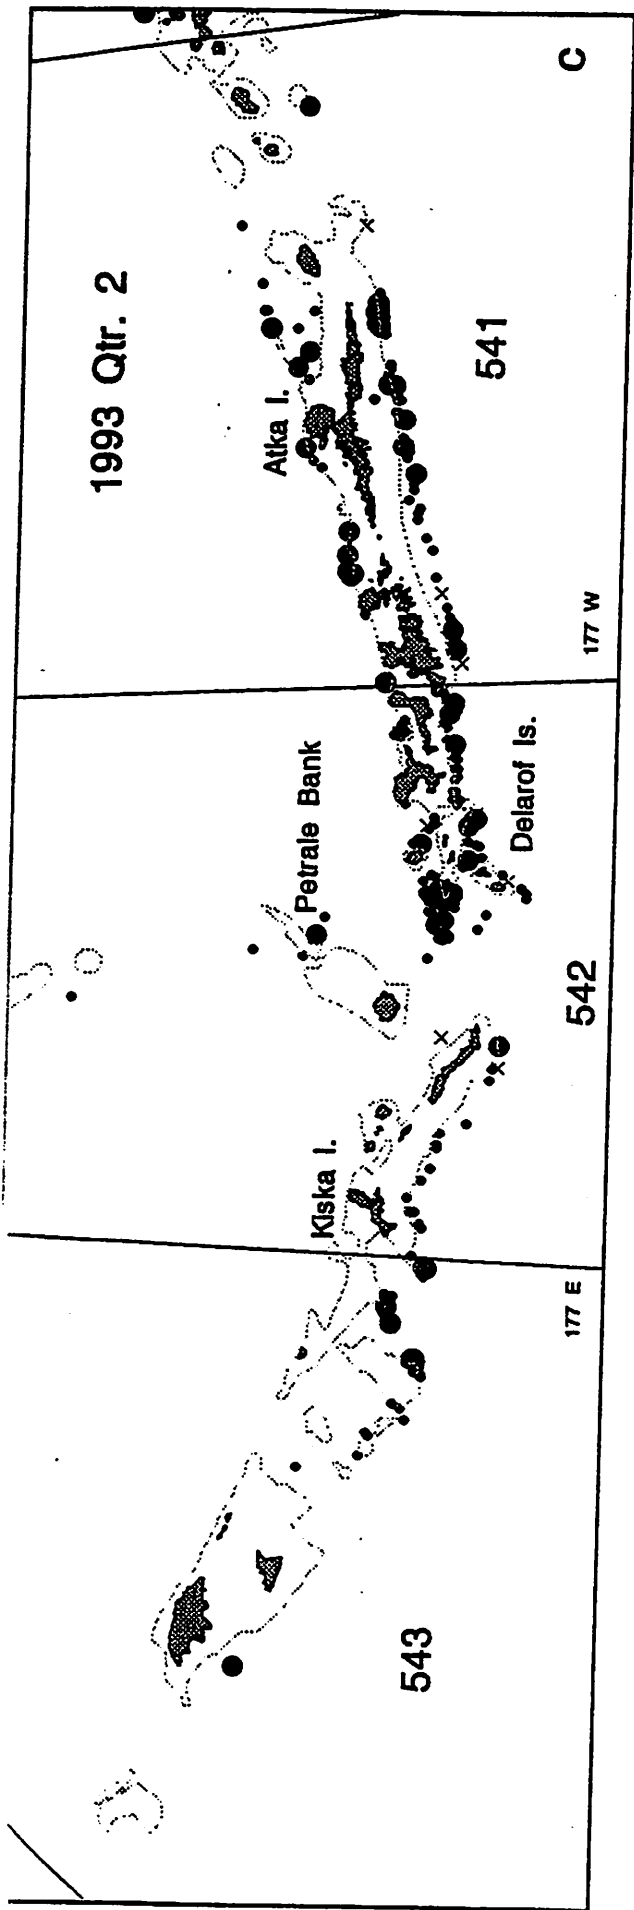 1993 Qtr. 2
C
Atka I.
Petrale Bank
Kiska I.
Delarof Is.
543
542
541
177 E
177 W